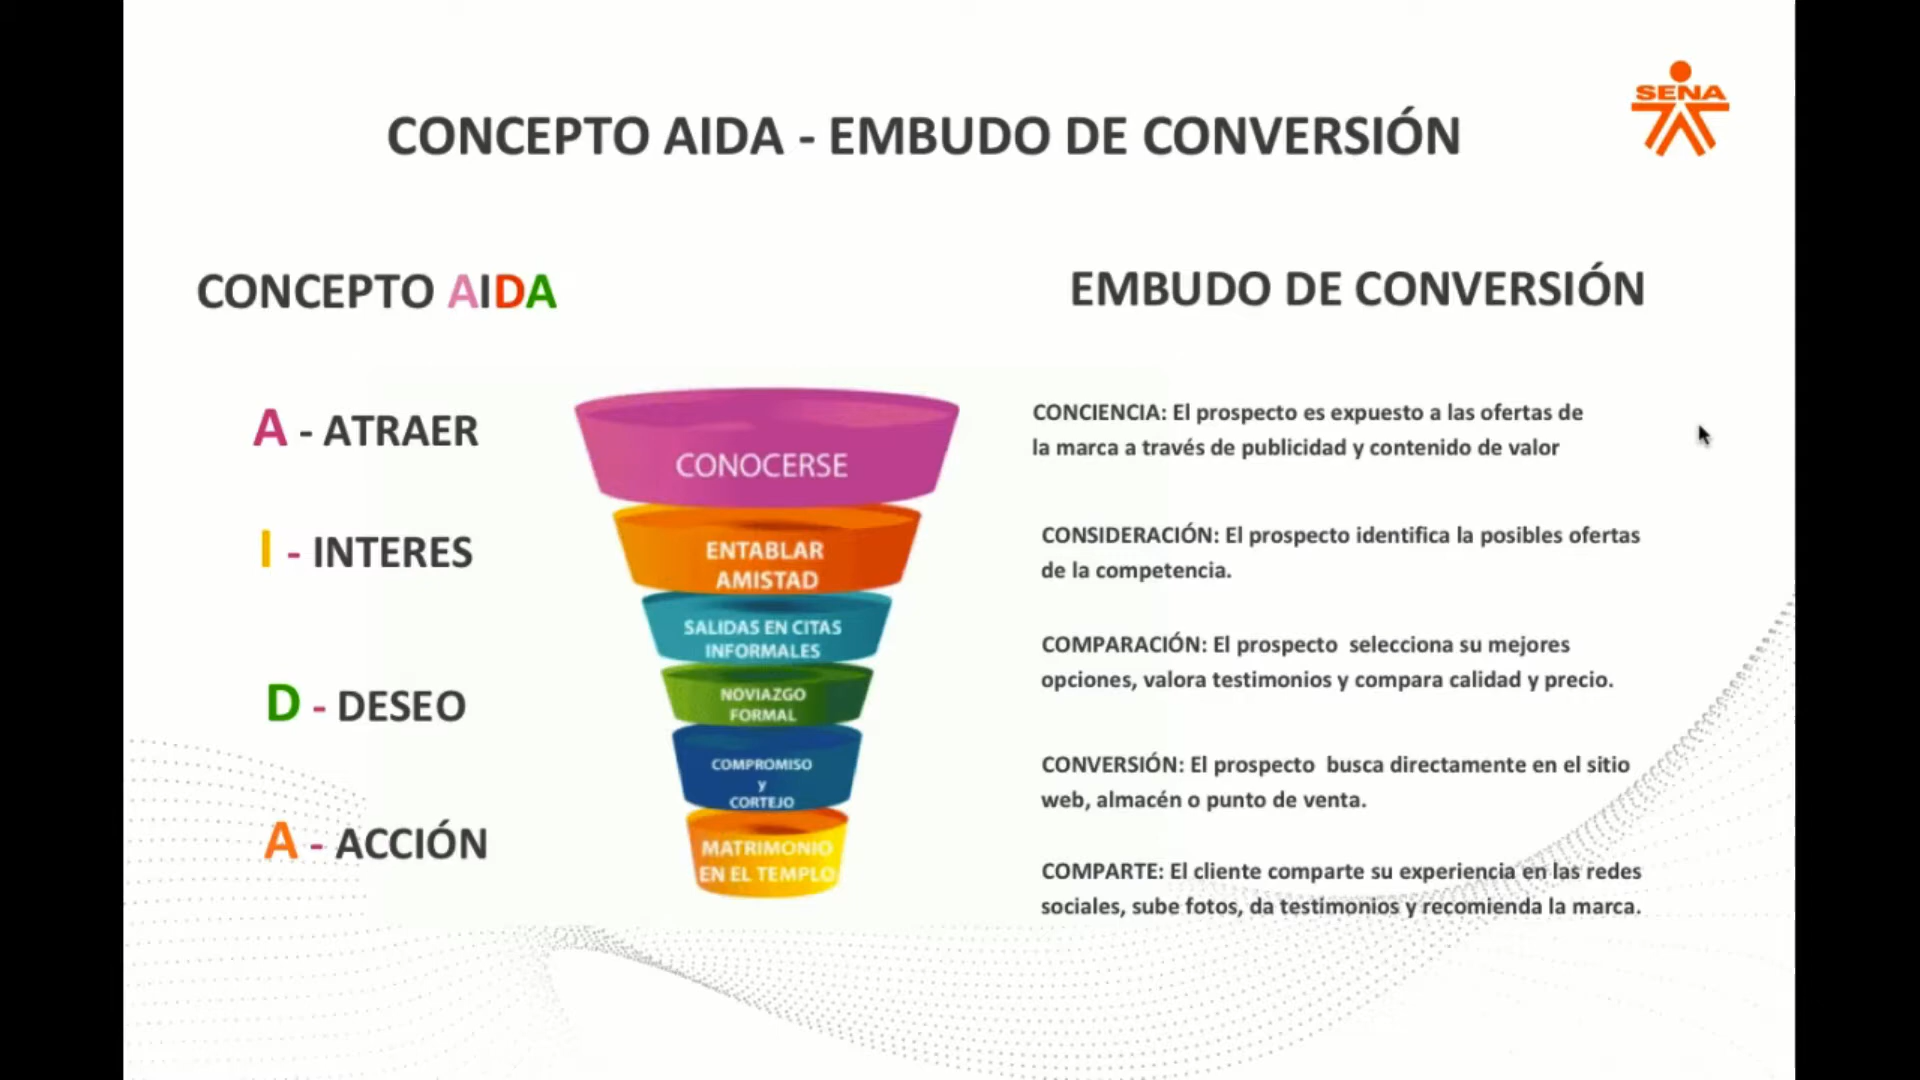 SENA
CONCEPTO AIDA - EMBUDO DE CONVERSIÓN
CONCEPTO AIDA
A - ATRAER
I - INTERES
D - DESEO
A - ACCIÓN
CONOCERSE
ENTABLAR
AMISTAD
SALIDAS EN CITAS
INFORMALES
NOVIAZGO
FORMAL
COMPROMISO
y
CORTEJO
MATRIMONIO
EN EL TEMPLO
EMBUDO DE CONVERSIÓN
CONCIENCIA: El prospecto es expuesto a las ofertas de
la marca a través de publicidad y contenido de valor
CONSIDERACIÓN: El prospecto identifica la posibles ofertas
de la competencia.
COMPARACIÓN: El prospecto selecciona su mejores
opciones, valora testimonios y compara calidad y precio.
CONVERSIÓN: El prospecto busca directamente en el sitio
web, almacén o punto de venta.
COMPARTE: El cliente comparte su experiencia en las redes
sociales, sube fotos, da testimonios y recomienda la marca.